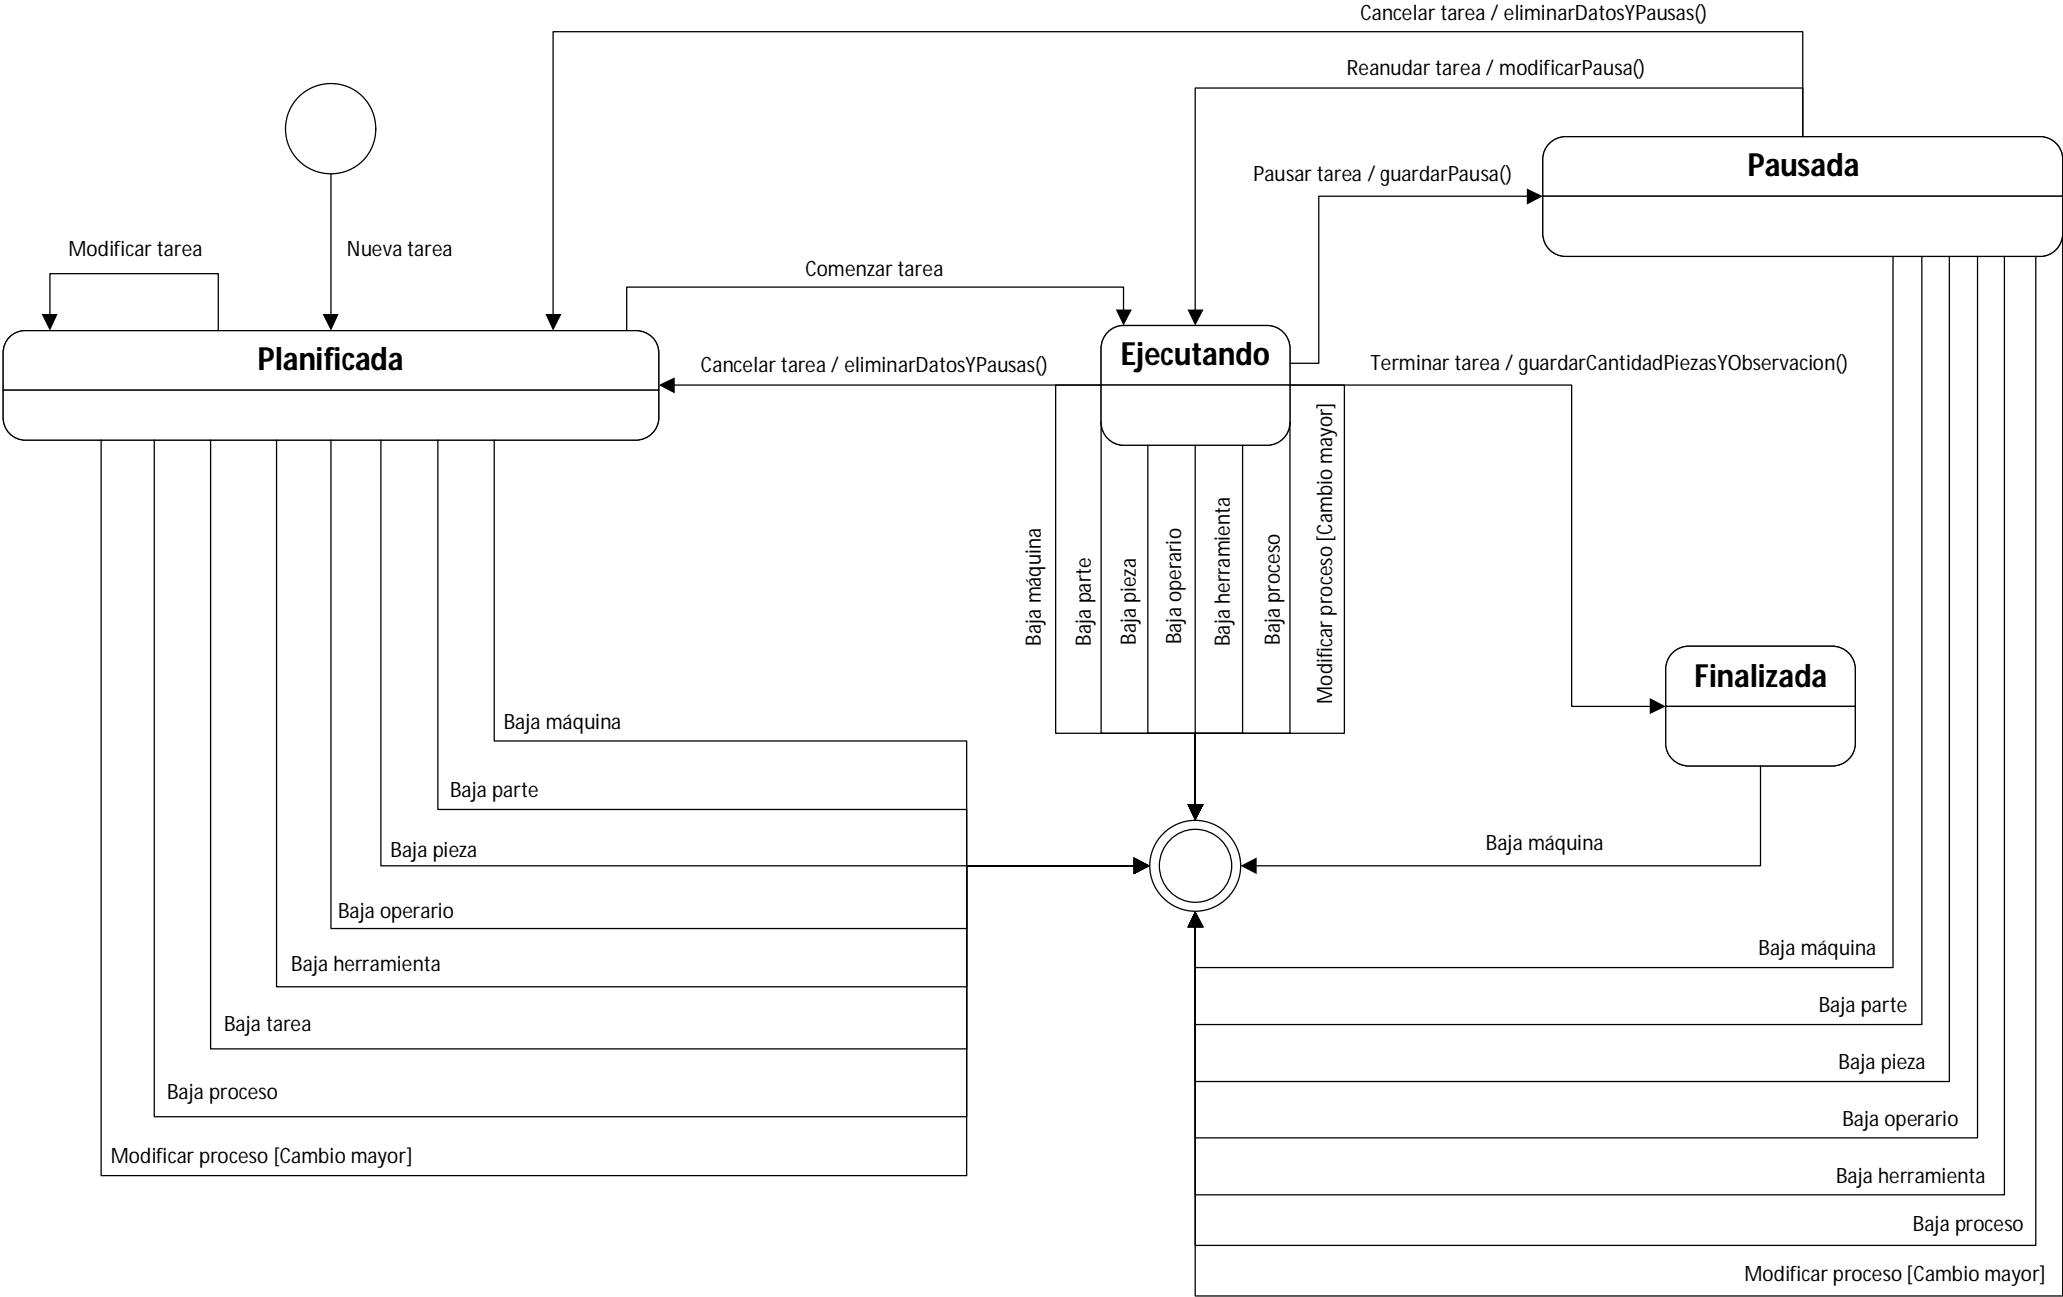 Cancelar tarea / eliminarDatosYPausas()
Reanudar tarea / modificarPausa()
Pausada
Pausar tarea / guardarPausa()
Modificar tarea
Nueva tarea
Comenzar tarea
Planificada
Ejecutando
Cancelar tarea / eliminarDatosYPausas()
Terminar tarea / guardarCantidadPiezasYObservacion()
Baja máquina
Baja parte
Baja pieza
Baja operario
Baja herramienta
Baja proceso
Modificar proceso [Cambio mayor]
Finalizada
Baja máquina
Baja parte
Baja pieza
Baja operario
Baja herramienta
Baja tarea
Baja proceso
Modificar proceso [Cambio mayor]
Baja máquina
Baja máquina
Baja parte
Baja pieza
Baja operario
Baja herramienta
Baja proceso
Modificar proceso [Cambio mayor]